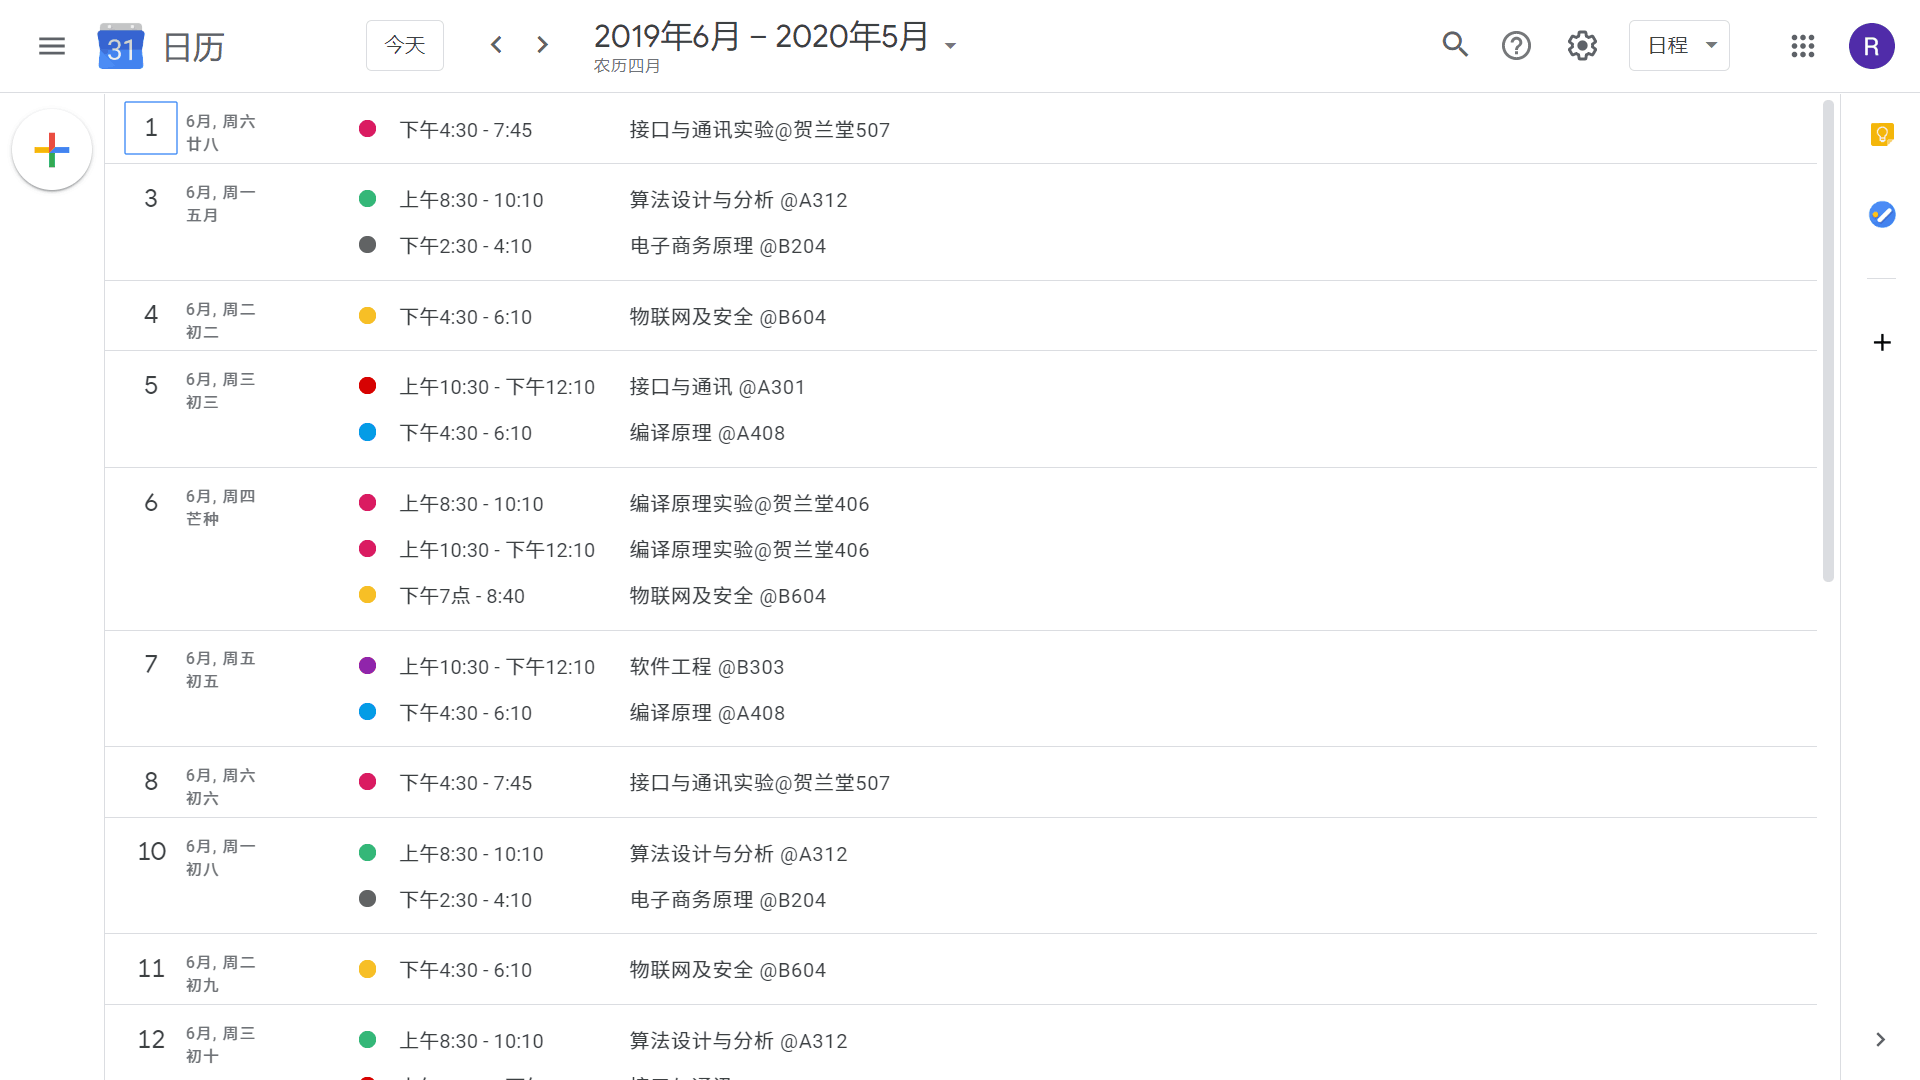 31 日历 今天 2019年6月 – 2020年5月 日程 R
农历四月
1 6月, 周六 下午4:30 - 7:45 接口与通讯实验@贺兰堂507
廿八
3 6月, 周一 上午8:30 - 10:10 算法设计与分析 @A312
五月
下午2:30 - 4:10 电子商务原理 @B204
4 6月, 周二 下午4:30 - 6:10 物联网及安全 @B604
初二
5 6月, 周三 上午10:30 - 下午12:10 接口与通讯 @A301
初三
下午4:30 - 6:10 编译原理 @A408
6 6月, 周四 上午8:30 - 10:10 编译原理实验@贺兰堂406
芒种
上午10:30 - 下午12:10 编译原理实验@贺兰堂406
下午7点 - 8:40 物联网及安全 @B604
7 6月, 周五 上午10:30 - 下午12:10 软件工程 @B303
初五
下午4:30 - 6:10 编译原理 @A408
8 6月, 周六 下午4:30 - 7:45 接口与通讯实验@贺兰堂507
初六
10 6月, 周一 上午8:30 - 10:10 算法设计与分析 @A312
初八
下午2:30 - 4:10 电子商务原理 @B204
11 6月, 周二 下午4:30 - 6:10 物联网及安全 @B604
初九
12 6月, 周三 上午8:30 - 10:10 算法设计与分析 @A312
初十